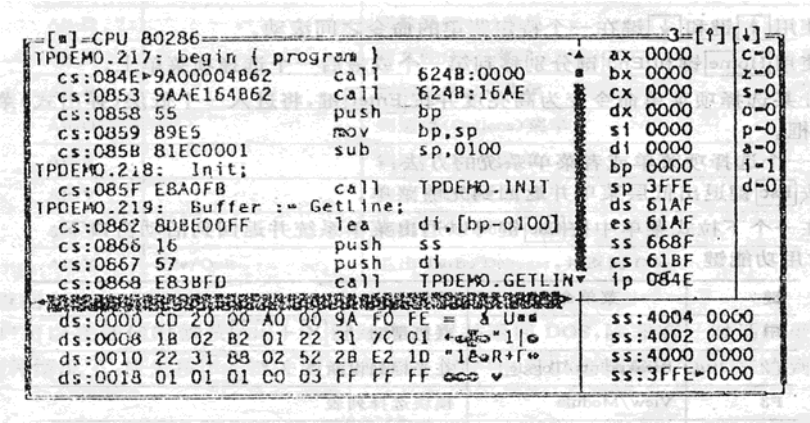 [■]=CPU 80286 3=[↑][↓]
TPDEMO.217: begin { program } ax 0000 c=0
cs:084E▶9A00004862 call 6248:0000 bx 0000 z=0
cs:0853 9AAE164862 call 6248:16AE cx 0000 s=0
cs:0858 55 push bp dx 0000 o=0
cs:0859 89E5 mov bp,sp si 0000 p=0
cs:085B 81EC0001 sub sp,0100 di 0000 a=0
TPDEMO.218: Init; bp 0000 i=1
cs:085F E8A0FB call TPDEMO.INIT sp 3FFE d=0
TPDEMO.219: Buffer := GetLine; ds 61AF
cs:0862 8DBE00FF lea di,[bp-0100] es 61AF
cs:0866 16 push ss ss 668F
cs:0867 57 push di cs 61BF
cs:0868 E83BFD call TPDEMO.GETLIN ip 084E
ds:0000 CD 20 00 A0 00 9A F0 FE ss:4004 0000
ds:0008 1B 02 B2 01 22 31 7C 01 ss:4002 0000
ds:0010 22 31 88 02 52 2B E2 1D ss:4000 0000
ds:0018 01 01 01 00 03 FF FF FF ss:3FFE▶0000